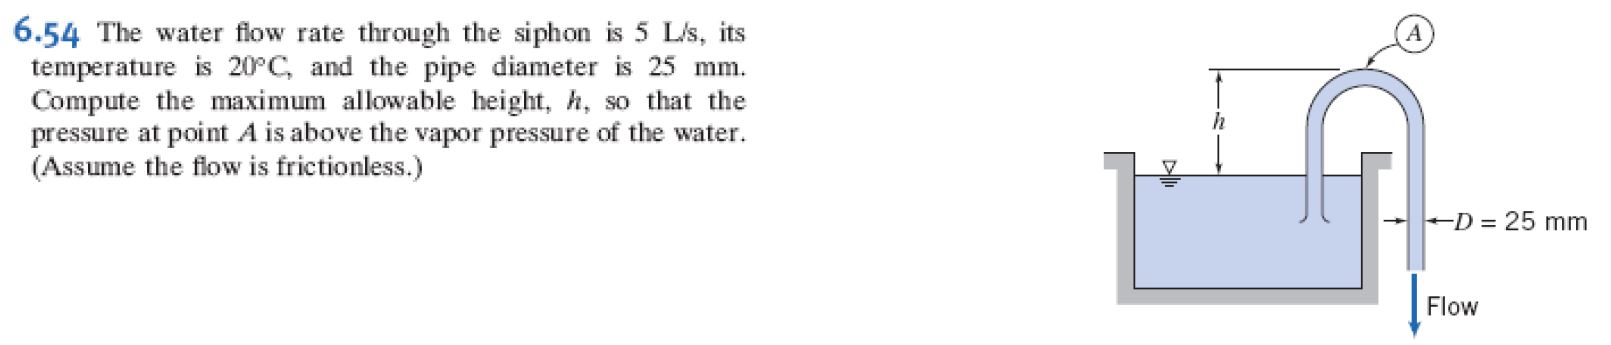 6.54 The water flow rate through the siphon is 5 L/s, its
temperature is 20°C, and the pipe diameter is 25 mm.
Compute the maximum allowable height, h, so that the
pressure at point A is above the vapor pressure of the water.
(Assume the flow is frictionless.)
A
h
D = 25 mm
Flow